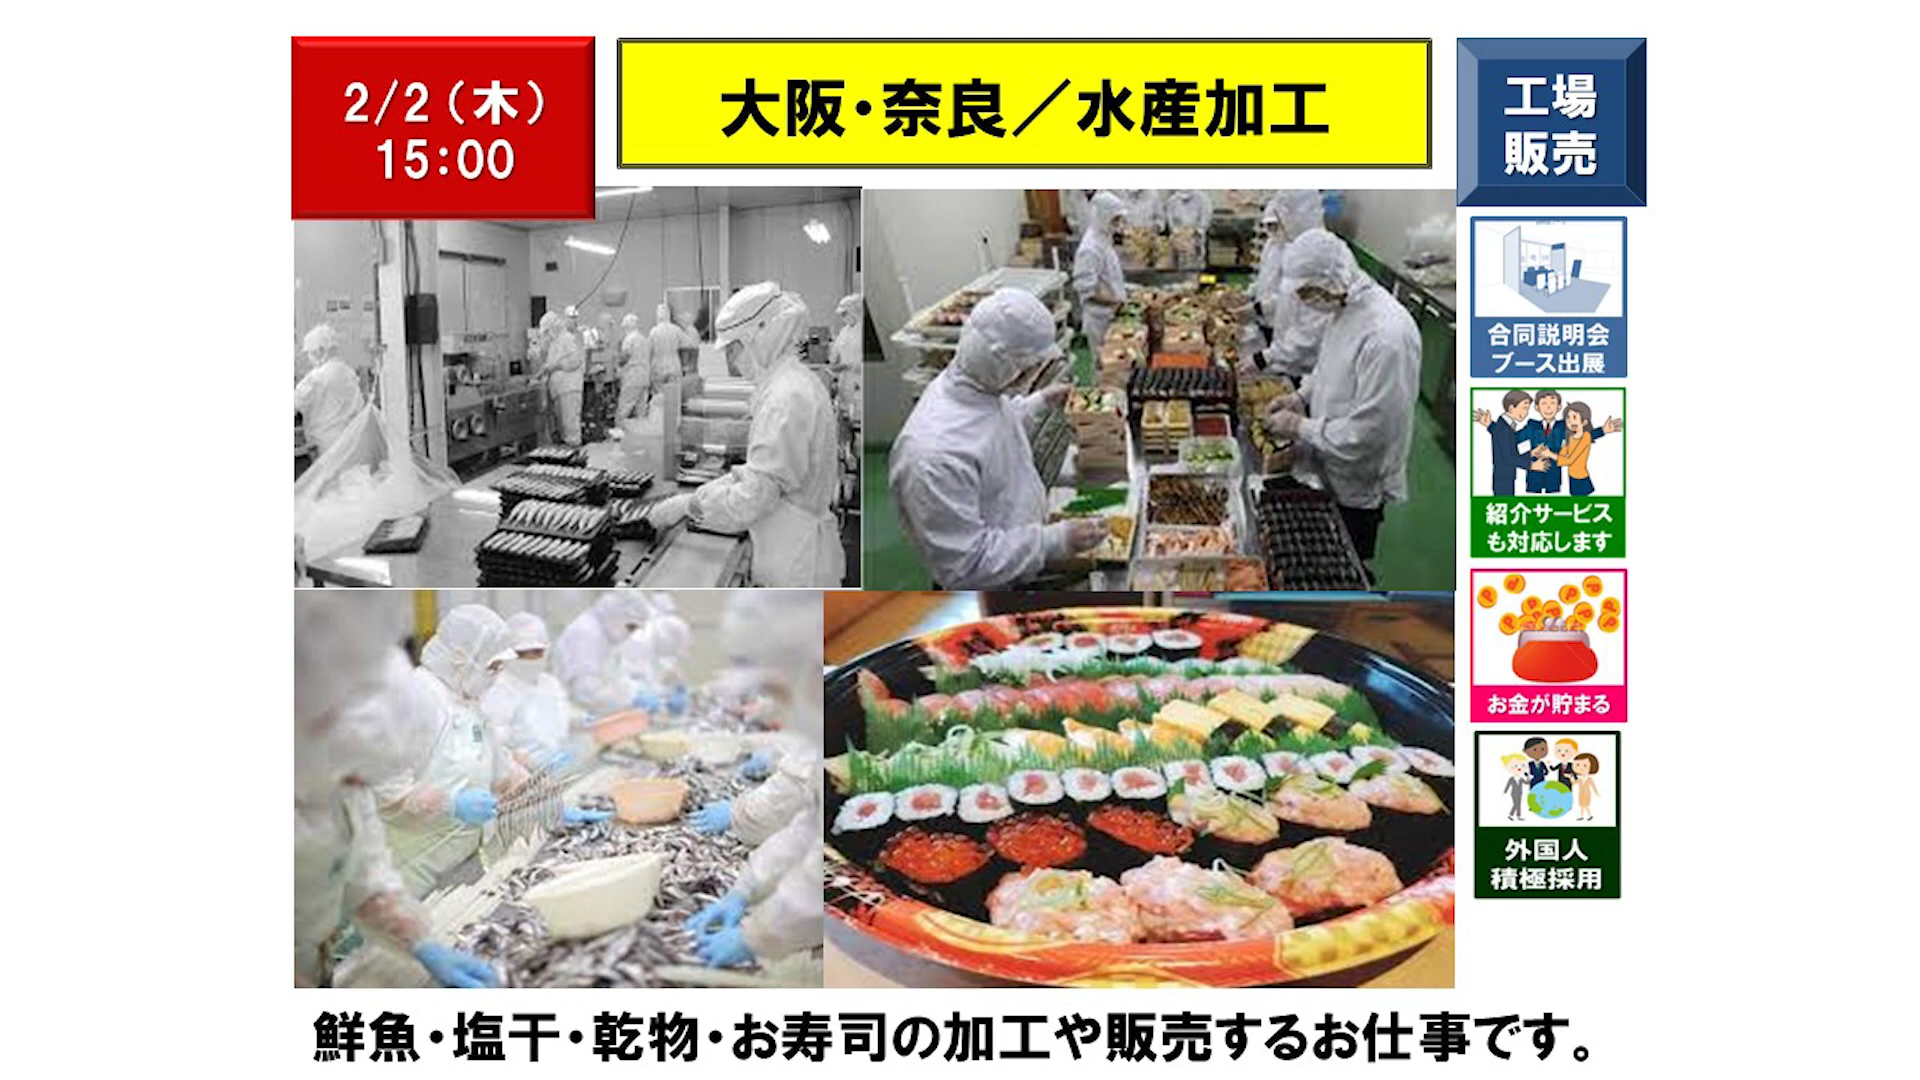 2/2（木）
15：00
大阪・奈良／水産加工
工場
販売
合同説明会
ブース出展
紹介サービス
も対応します
お金が貯まる
外国人
積極採用
鮮魚・塩干・乾物・お寿司の加工や販売するお仕事です。